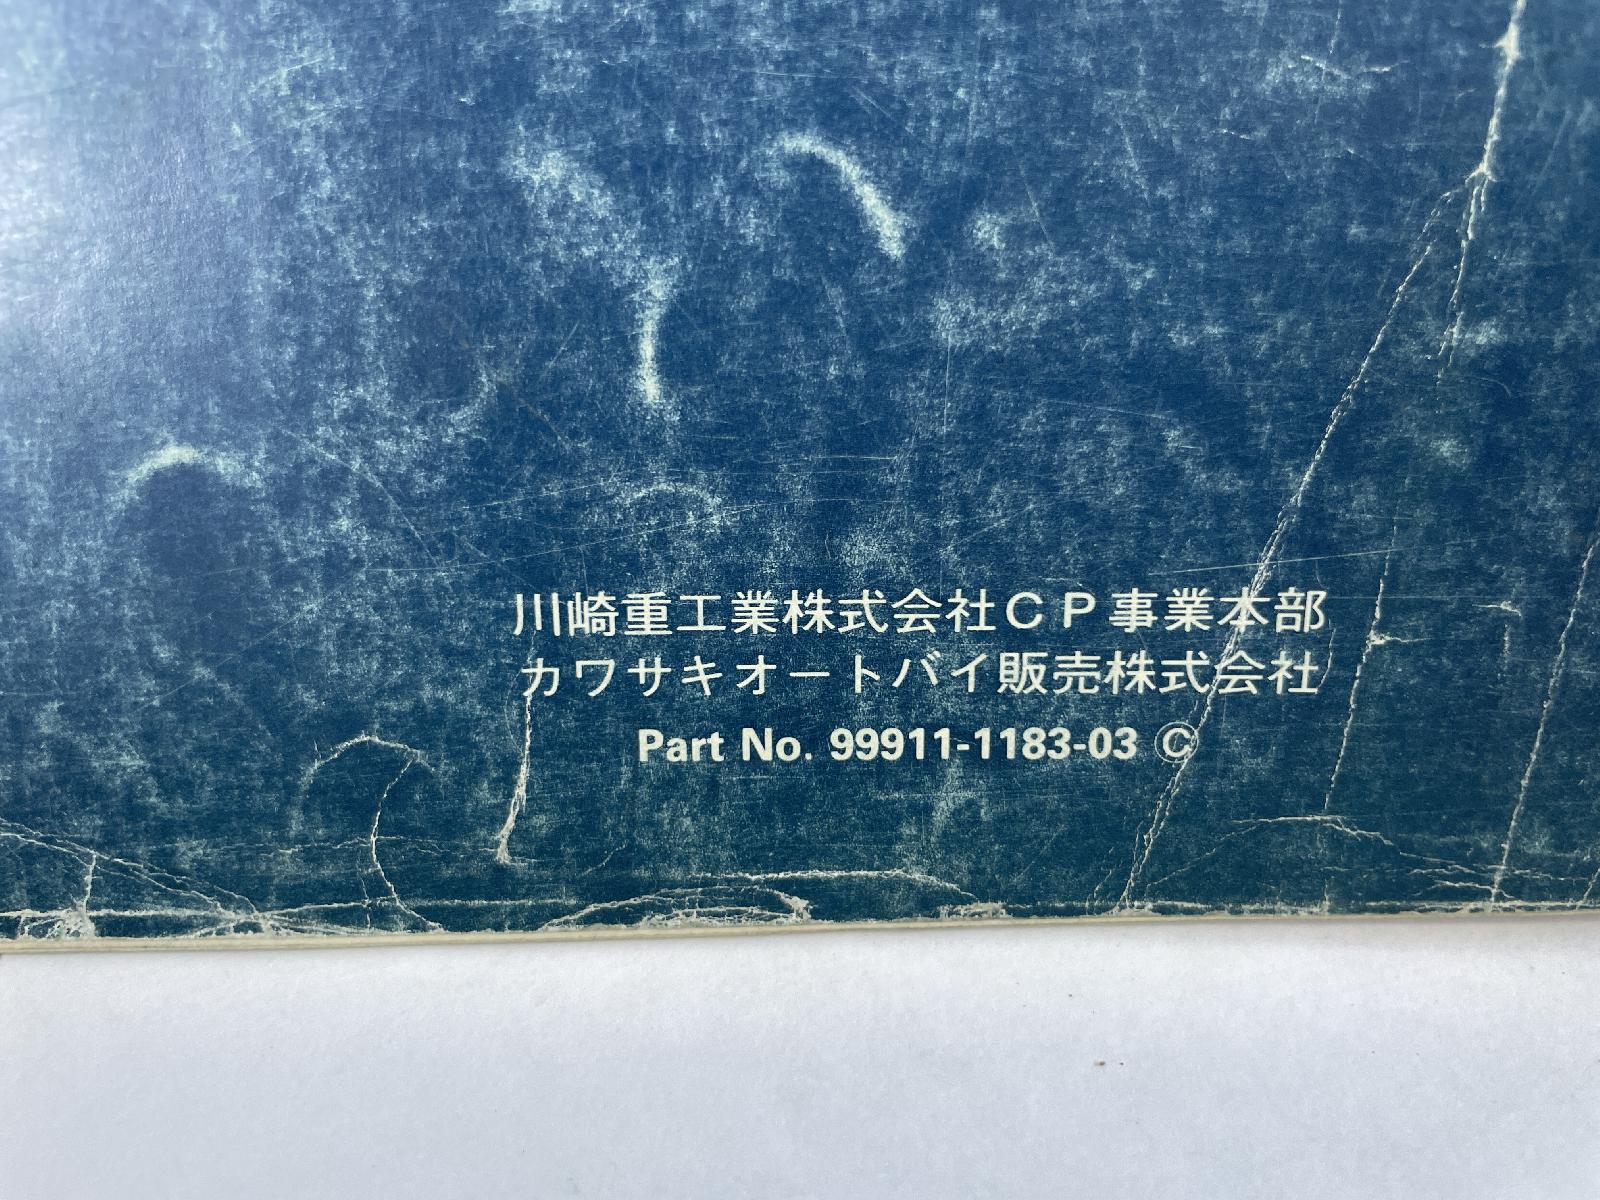 川崎重工業株式会社ＣＰ事業本部
カワサキオートバイ販売株式会社
Part No. 99911-1183-03 ©